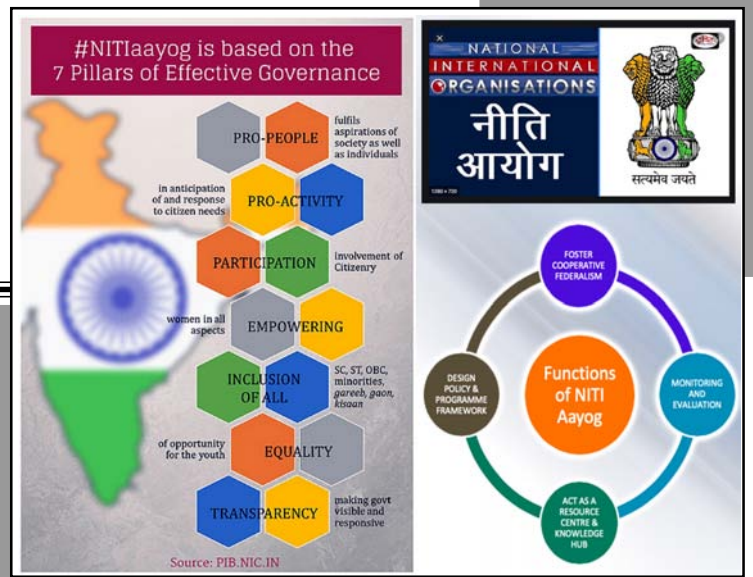 #NITIaayog is based on the
7 Pillars of Effective Governance
PRO-PEOPLE
fulfils
aspirations of
society as well
as individuals
in anticipation
of and response
to citizen needs
PRO-ACTIVITY
PARTICIPATION
involvement of
Citizenry
women in all
aspects
EMPOWERING
INCLUSION
OF ALL
SC, ST, OBC,
minorities,
gareeb, gaon,
kisaan
of opportunity
for the youth
EQUALITY
TRANSPARENCY
making govt
visible and
responsive
Source: PIB.NIC.IN
NATIONAL
INTERNATIONAL
ORGANISATIONS
नीति
आयोग
सत्यमेव जयते
FOSTER
COOPERATIVE
FEDERALISM
DESIGN
POLICY &
PROGRAMME
FRAMEWORK
Functions
of NITI
Aayog
MONITORING
AND
EVALUATION
ACT AS A
RESOURCE
CENTRE &
KNOWLEDGE
HUB